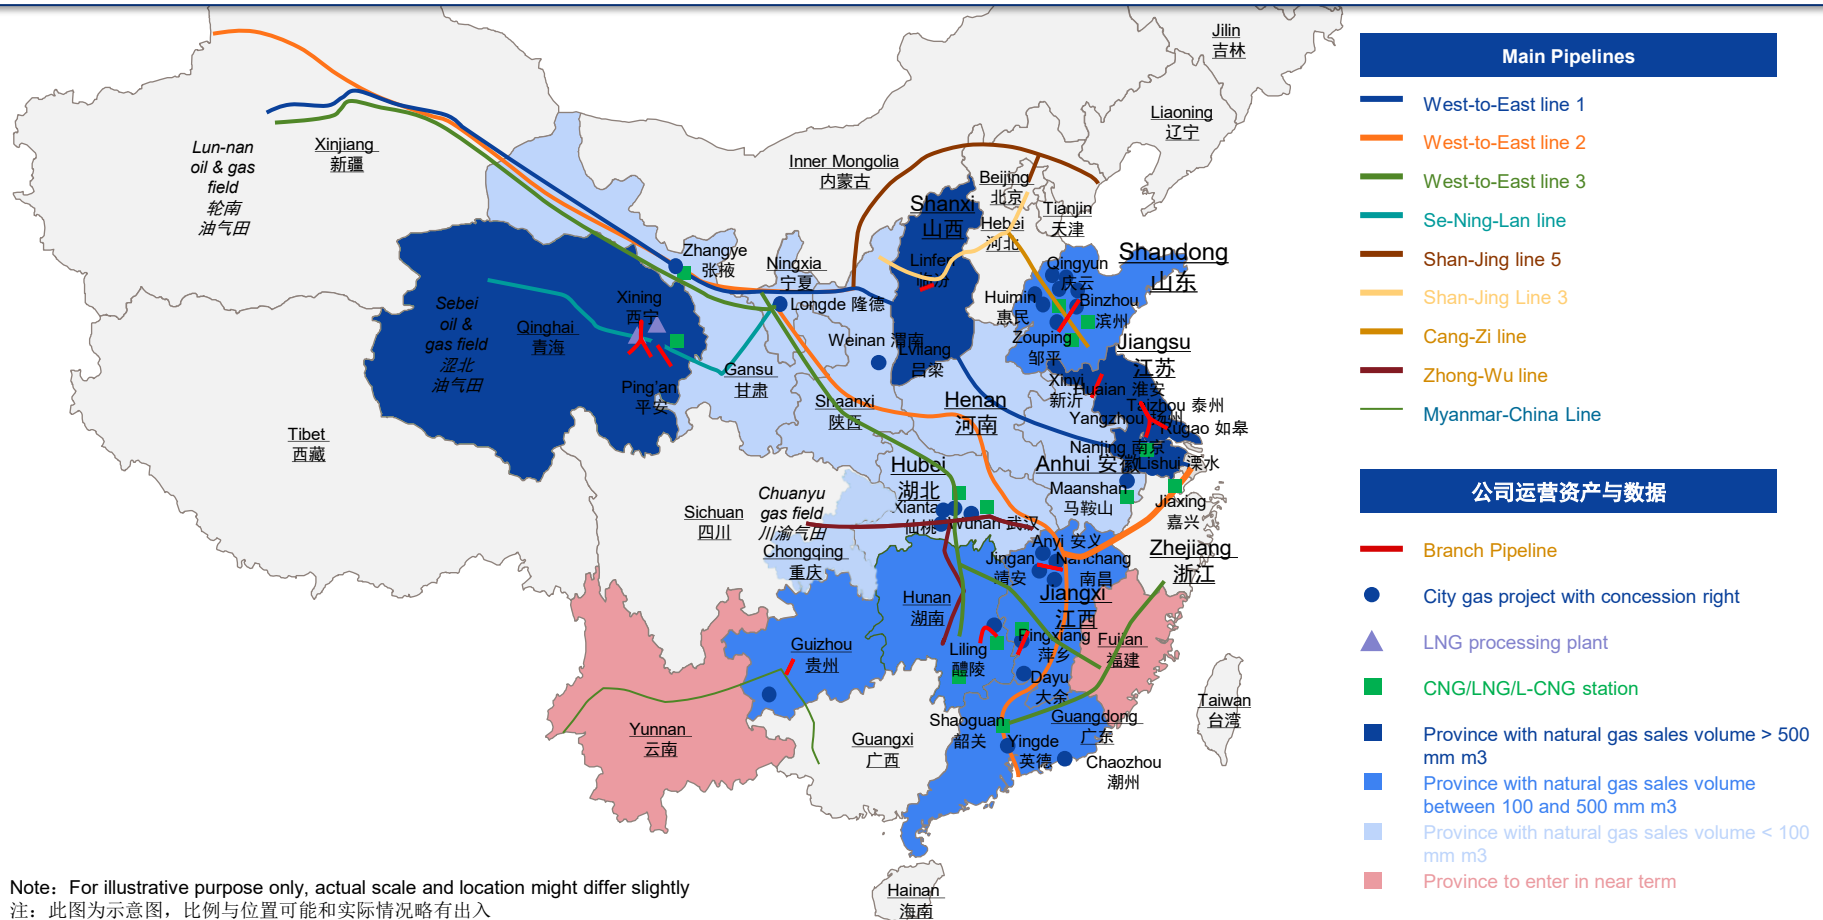 Jilin
吉林
Liaoning
辽宁
Xinjiang
新疆
Lun-nan
oil & gas
field
轮南
油气田
Inner Mongolia
内蒙古
Beijing
北京
Tianjin
天津
Hebei
河北
Shanxi
山西
Linfen
临汾
Shandong
山东
Qingyun
庆云
Huimin
惠民
Binzhou
滨州
Zouping
邹平
Zhangye
张掖
Ningxia
宁夏
Longde 隆德
Xining
西宁
Sebei
oil &
gas field
涩北
油气田
Qinghai
青海
Ping'an
平安
Gansu
甘肃
Weinan 渭南
Lvliang
吕梁
Shaanxi
陕西
Henan
河南
Jiangsu
江苏
Xinyi
新沂
Huaian 淮安
Taizhou 泰州
Yangzhou 扬州
Rugao 如皋
Nanjing 南京
Lishui 溧水
Anhui 安徽
Maanshan
马鞍山
Jiaxing
嘉兴
Tibet
西藏
Hubei
湖北
Xiantao
仙桃
Wuhan 武汉
Chuanyu
gas field
川渝气田
Sichuan
四川
Chongqing
重庆
Zhejiang
浙江
Anyi 安义
Jingan
靖安
Nanchang
南昌
Jiangxi
江西
Hunan
湖南
Pingxiang
萍乡
Liling
醴陵
Fujian
福建
Guizhou
贵州
Dayu
大余
Yunnan
云南
Guangxi
广西
Shaoguan
韶关
Guangdong
广东
Yingde
英德
Chaozhou
潮州
Taiwan
台湾
Hainan
海南
Main Pipelines
West-to-East line 1
West-to-East line 2
West-to-East line 3
Se-Ning-Lan line
Shan-Jing line 5
Shan-Jing Line 3
Cang-Zi line
Zhong-Wu line
Myanmar-China Line
公司运营资产与数据
Branch Pipeline
City gas project with concession right
LNG processing plant
CNG/LNG/L-CNG station
Province with natural gas sales volume > 500
mm m3
Province with natural gas sales volume
between 100 and 500 mm m3
Province with natural gas sales volume < 100
mm m3
Province to enter in near term
Note: For illustrative purpose only, actual scale and location might differ slightly
注：此图为示意图，比例与位置可能和实际情况略有出入